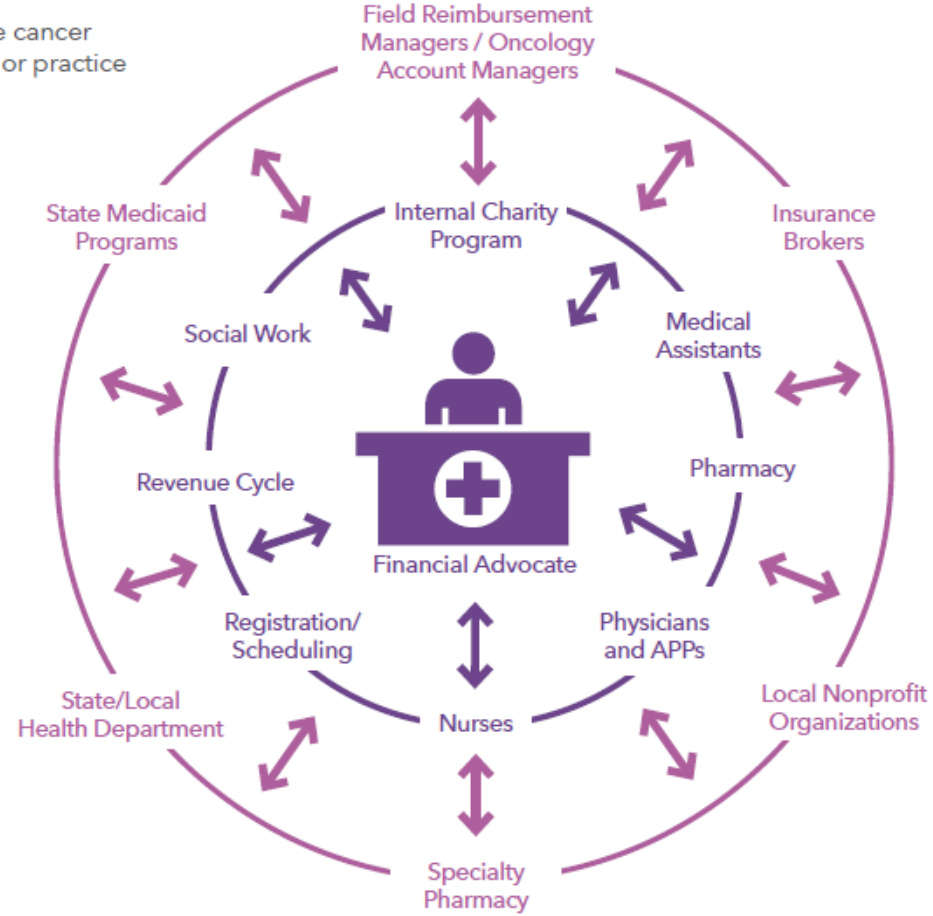 e cancer
or practice
Field Reimbursement
Managers / Oncology
Account Managers
State Medicaid
Programs
Internal Charity
Program
Insurance
Brokers
Social Work
Medical
Assistants
Revenue Cycle
Pharmacy
Financial Advocate
Registration/
Scheduling
Physicians
and APPs
State/Local
Health Department
Nurses
Local Nonprofit
Organizations
Specialty
Pharmacy